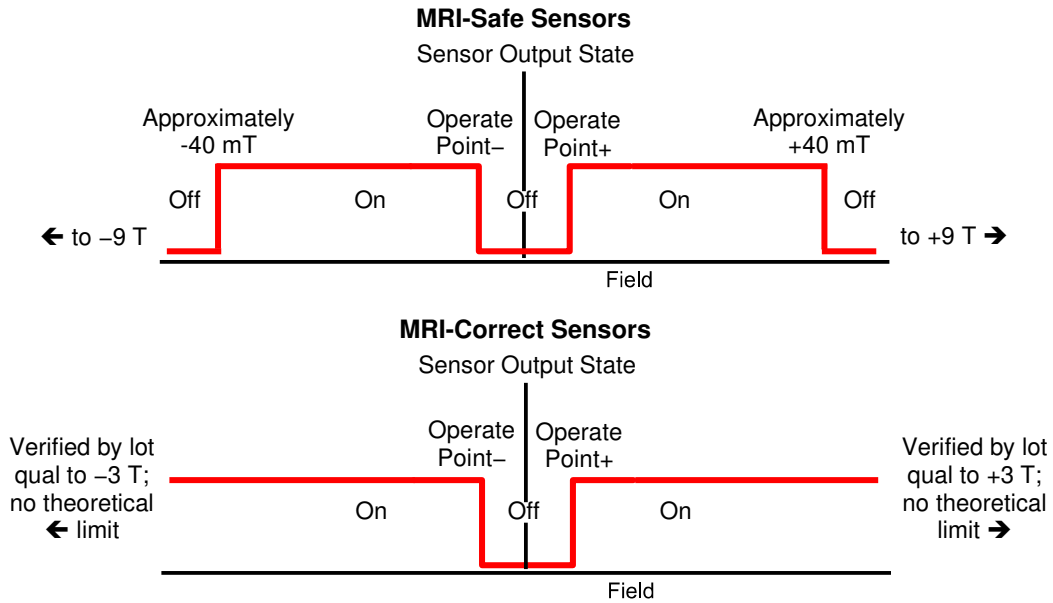 MRI-Safe Sensors
Sensor Output State
Approximately
-40 mT
Operate
Point−
Operate
Point+
Approximately
+40 mT
Off
On
Off
On
Off
🡸 to −9 T
to +9 T 🡺
Field
MRI-Correct Sensors
Sensor Output State
Verified by lot
qual to −3 T;
no theoretical
🡸 limit
Operate
Point−
Operate
Point+
Verified by lot
qual to +3 T;
no theoretical
limit 🡺
On
Off
On
Field